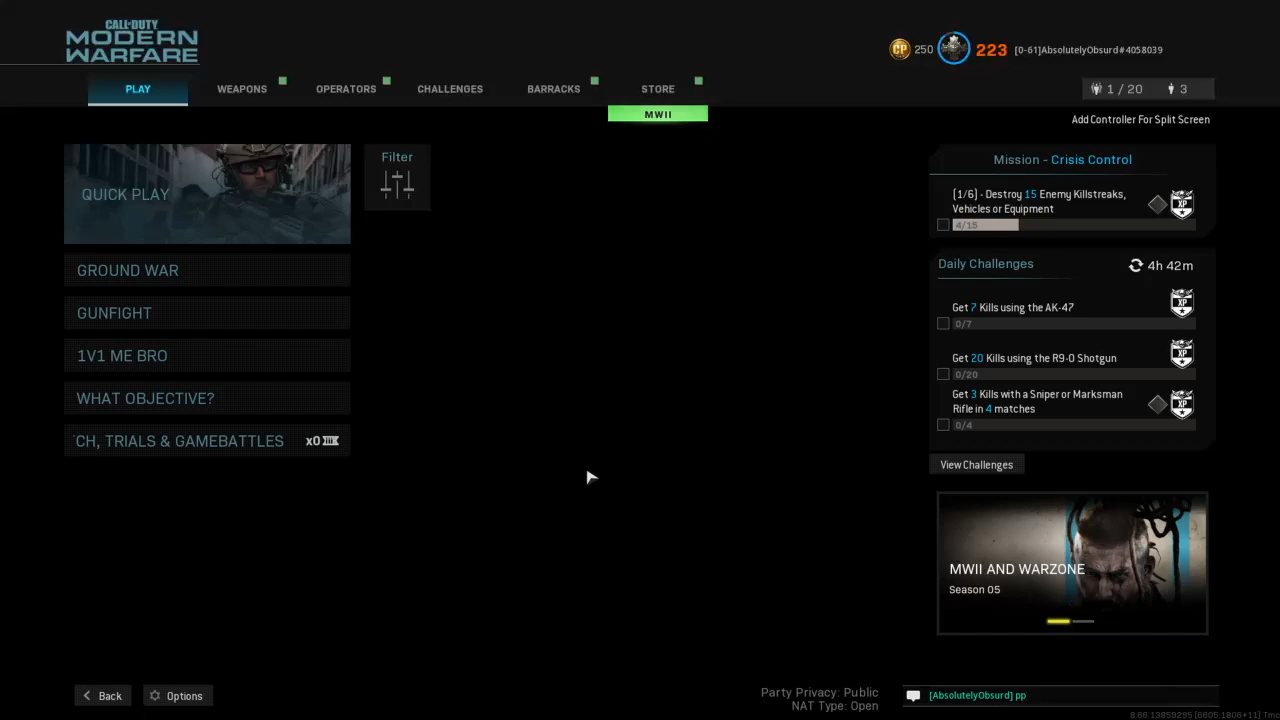 CALL OF DUTY
MODERN
WARFARE
CP 250 223 [0-61]AbsolutelyObsurd#4058039
PLAY WEAPONS OPERATORS CHALLENGES BARRACKS STORE
MWII
1 / 20 3
Add Controller For Split Screen
QUICK PLAY
Filter
GROUND WAR
GUNFIGHT
1V1 ME BRO
WHAT OBJECTIVE?
CH, TRIALS & GAMEBATTLES x0
Mission - Crisis Control
(1/6) - Destroy 15 Enemy Killstreaks,
Vehicles or Equipment
XP
4/15
Daily Challenges 4h 42m
Get 7 Kills using the AK-47
XP
0/7
Get 20 Kills using the R9-0 Shotgun
XP
0/20
Get 3 Kills with a Sniper or Marksman
Rifle in 4 matches
XP
0/4
View Challenges
MWII AND WARZONE
Season 05
Back Options
Party Privacy: Public
NAT Type: Open
[AbsolutelyObsurd] pp